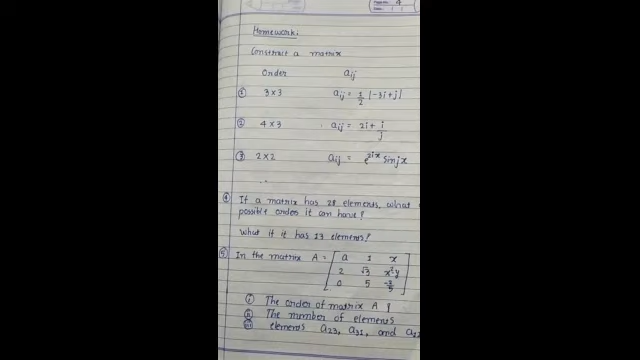 Homework:
Construct a matrix
Order aij
① 3×3 aij = 1/2 |-3i+j|
② 4×3 aij = 2i + i/j
③ 2×2 aij = e^2ix sinjx
④ If a matrix has 28 elements, what
possible order it can have?
What if it has 13 elements?
⑤ In the matrix A = [a 1 x
2 √3 x²-y
0 5 -2/5]
i The order of matrix A
ii The number of elements
iii elements a23, a31, and